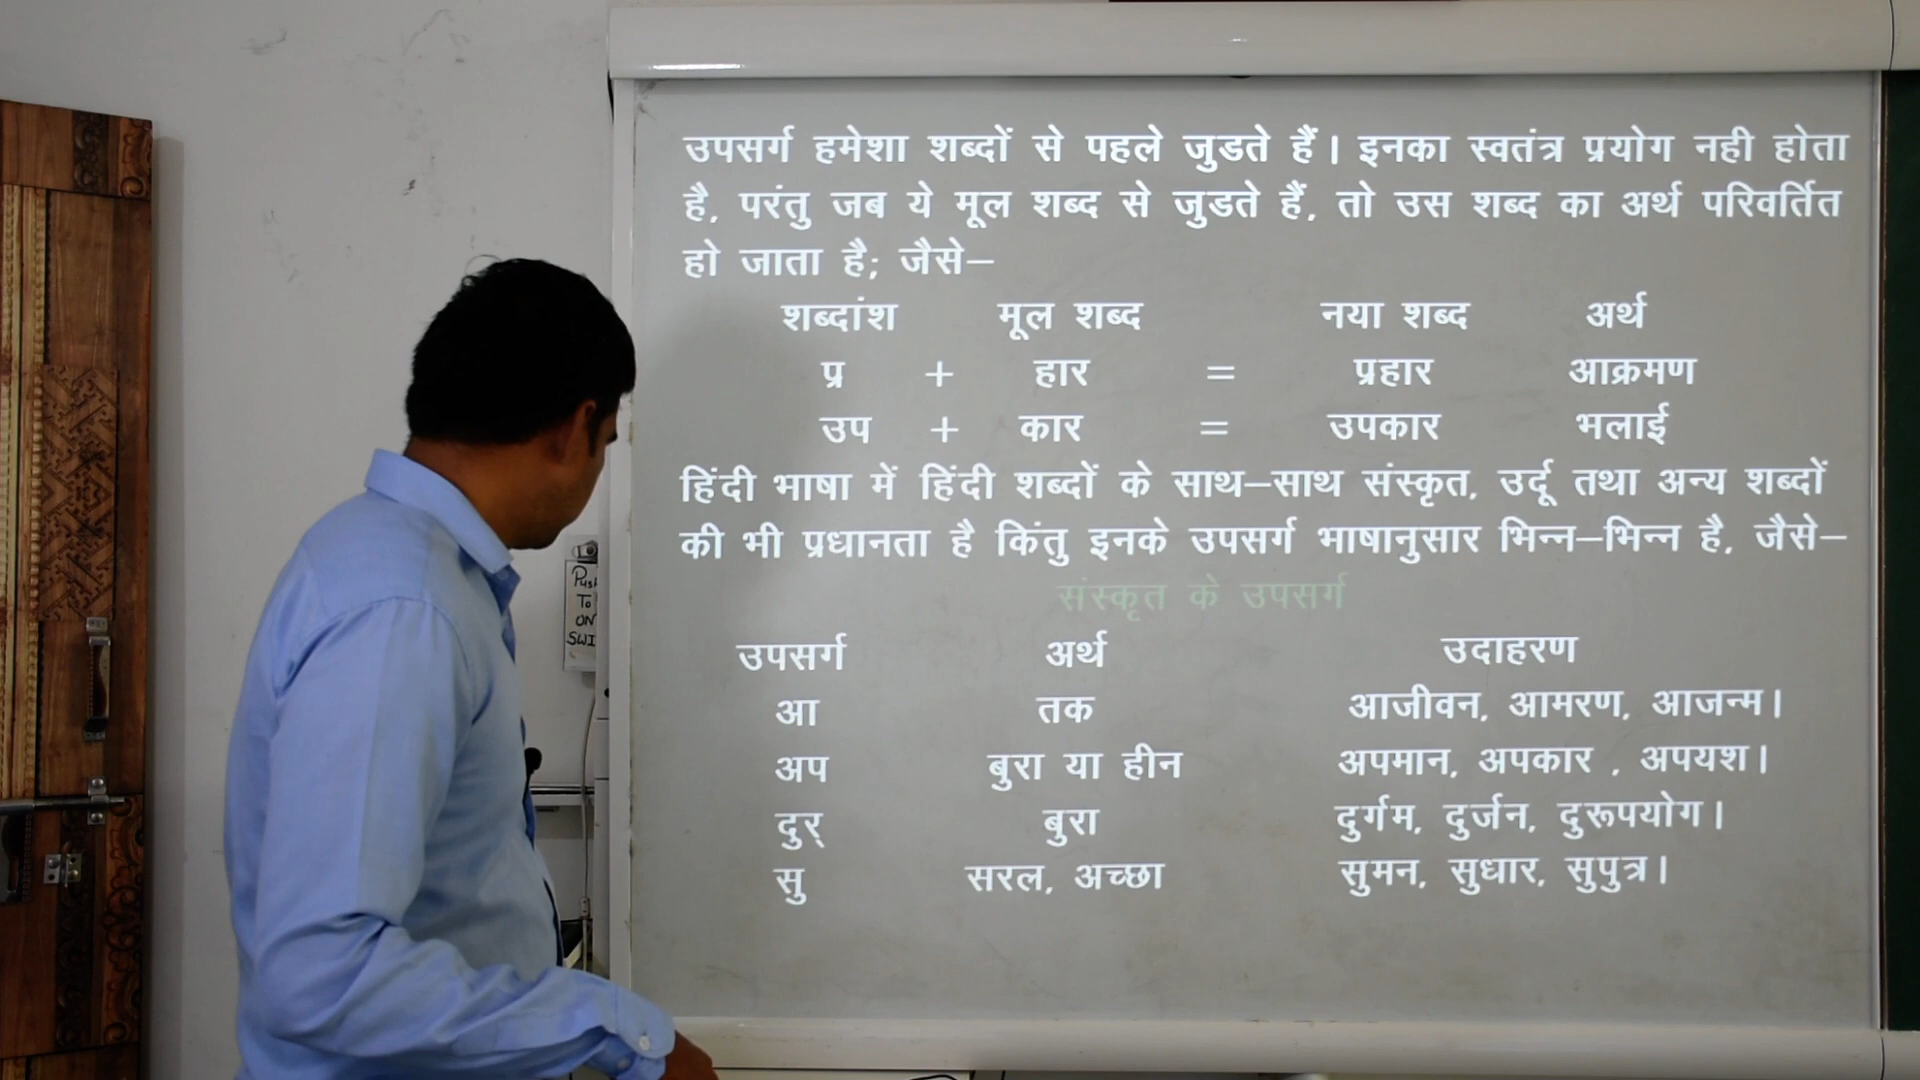 उपसर्ग हमेशा शब्दों से पहले जुडते हैं। इनका स्वतंत्र प्रयोग नही होता
है, परंतु जब ये मूल शब्द से जुडते हैं, तो उस शब्द का अर्थ परिवर्तित
हो जाता है; जैसे–
शब्दांश मूल शब्द नया शब्द अर्थ
प्र + हार = प्रहार आक्रमण
उप + कार = उपकार भलाई
हिंदी भाषा में हिंदी शब्दों के साथ–साथ संस्कृत, उर्दू तथा अन्य शब्दों
की भी प्रधानता है किंतु इनके उपसर्ग भाषानुसार भिन्न–भिन्न है, जैसे–
संस्कृत के उपसर्ग
उपसर्ग अर्थ उदाहरण
आ तक आजीवन, आमरण, आजन्म।
अप बुरा या हीन अपमान, अपकार , अपयश।
दुर् बुरा दुर्गम, दुर्जन, दुरूपयोग।
सु सरल, अच्छा सुमन, सुधार, सुपुत्र।
To
ON